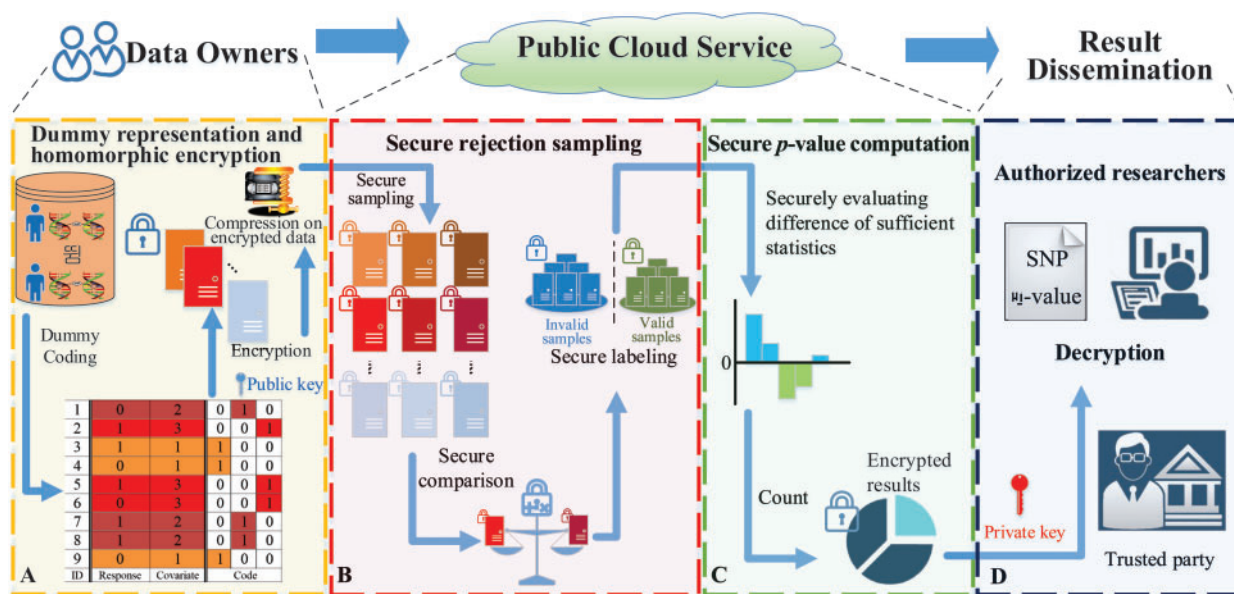 Data Owners
Public Cloud Service
Result
Dissemination
Dummy representation and
homomorphic encryption
Compression on
encrypted data
Dummy
Coding
Encryption
Public key
1 0 2 0 1 0
2 1 3 0 0 1
3 1 1 1 0 0
4 0 1 1 0 0
5 1 3 0 0 1
6 0 3 0 0 1
7 1 2 0 1 0
8 1 2 0 1 0
9 0 1 1 0 0
ID Response Covariate Code
A
Secure rejection sampling
Secure
sampling
Invalid
samples
Valid
samples
Secure labeling
Secure
comparison
B
Secure p-value computation
Securely evaluating
difference of sufficient
statistics
0
Count
Encrypted
results
C
Authorized researchers
SNP
-value
Decryption
Private key
Trusted party
D